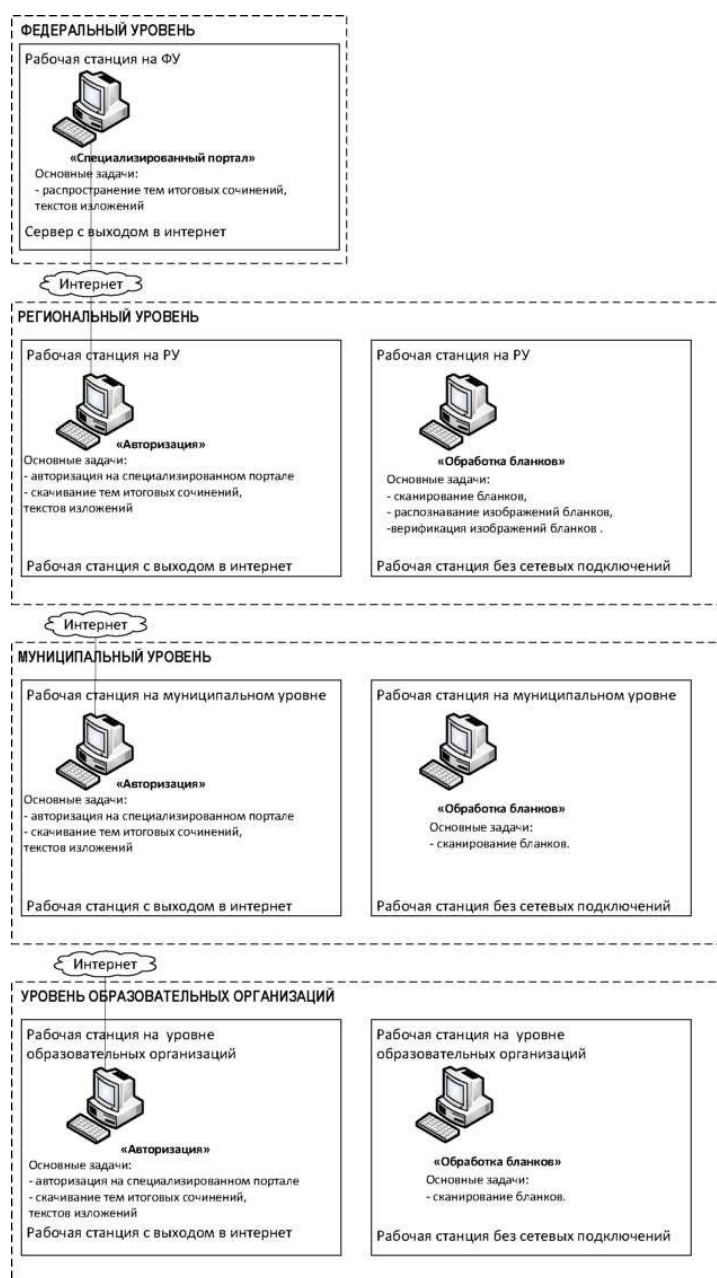 ФЕДЕРАЛЬНЫЙ УРОВЕНЬ
Рабочая станция на ФУ
«Специализированный портал»
Основные задачи:
- распространение тем итоговых сочинений,
текстов изложений
Сервер с выходом в интернет
Интернет
РЕГИОНАЛЬНЫЙ УРОВЕНЬ
Рабочая станция на РУ
«Авторизация»
Основные задачи:
- авторизация на специализированном портале
- скачивание тем итоговых сочинений,
текстов изложений
Рабочая станция с выходом в интернет
Рабочая станция на РУ
«Обработка бланков»
Основные задачи:
- сканирование бланков,
- распознавание изображений бланков,
-верификация изображений бланков .
Рабочая станция без сетевых подключений
Интернет
МУНИЦИПАЛЬНЫЙ УРОВЕНЬ
Рабочая станция на муниципальном уровне
«Авторизация»
Основные задачи:
- авторизация на специализированном портале
- скачивание тем итоговых сочинений,
текстов изложений
Рабочая станция с выходом в интернет
Рабочая станция на муниципальном уровне
«Обработка бланков»
Основные задачи:
- сканирование бланков.
Рабочая станция без сетевых подключений
Интернет
УРОВЕНЬ ОБРАЗОВАТЕЛЬНЫХ ОРГАНИЗАЦИЙ
Рабочая станция на уровне
образовательных организаций
«Авторизация»
Основные задачи:
- авторизация на специализированном портале
- скачивание тем итоговых сочинений,
текстов изложений
Рабочая станция с выходом в интернет
Рабочая станция на уровне
образовательных организаций
«Обработка бланков»
Основные задачи:
- сканирование бланков.
Рабочая станция без сетевых подключений